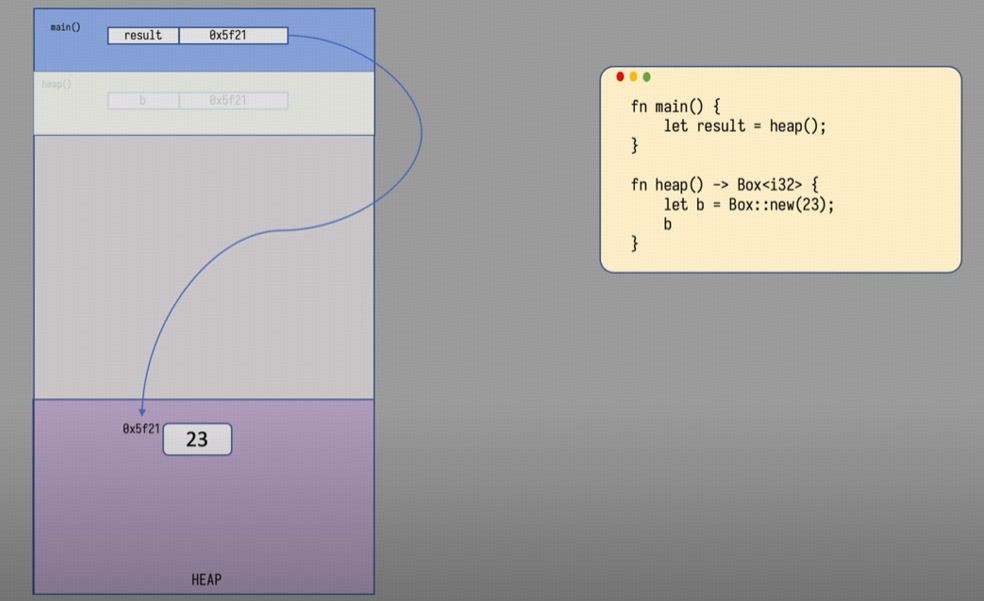 main()
result 0x5f21
heap()
b 0x5f21
0x5f21
23
HEAP
fn main() {
    let result = heap();
}
fn heap() -> Box<i32> {
    let b = Box::new(23);
    b
}